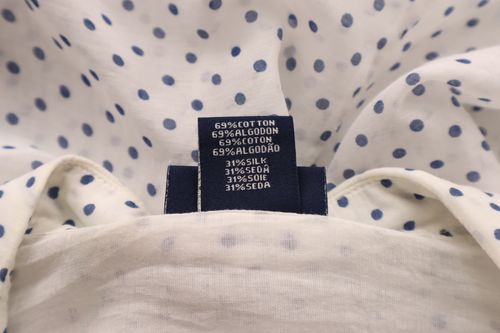 69%COTTON
69%ALGODON
69%COTON
69%ALGODÃO
31%SILK
31%SEDA
31%SOIE
31%SEDA